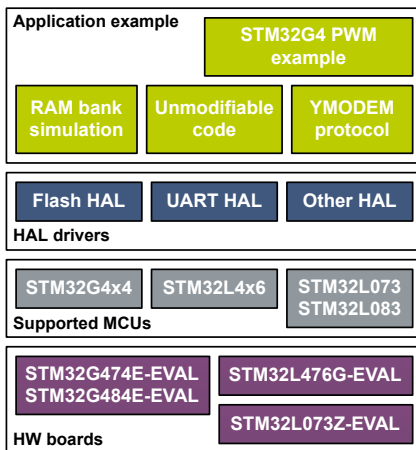 Application example
STM32G4 PWM
example
RAM bank
simulation
Unmodifiable
code
YMODEM
protocol
Flash HAL
UART HAL
Other HAL
HAL drivers
STM32G4x4
STM32L4x6
STM32L073
STM32L083
Supported MCUs
STM32G474E-EVAL
STM32G484E-EVAL
STM32L476G-EVAL
STM32L073Z-EVAL
HW boards